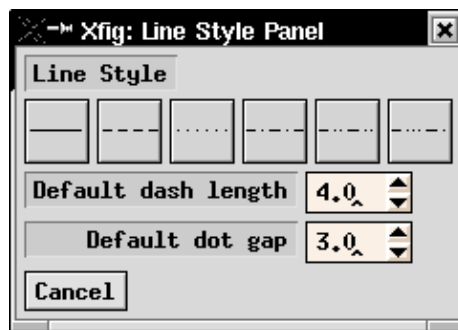 Xfig: Line Style Panel
Line Style
Default dash length 4.0
Default dot gap 3.0
Cancel